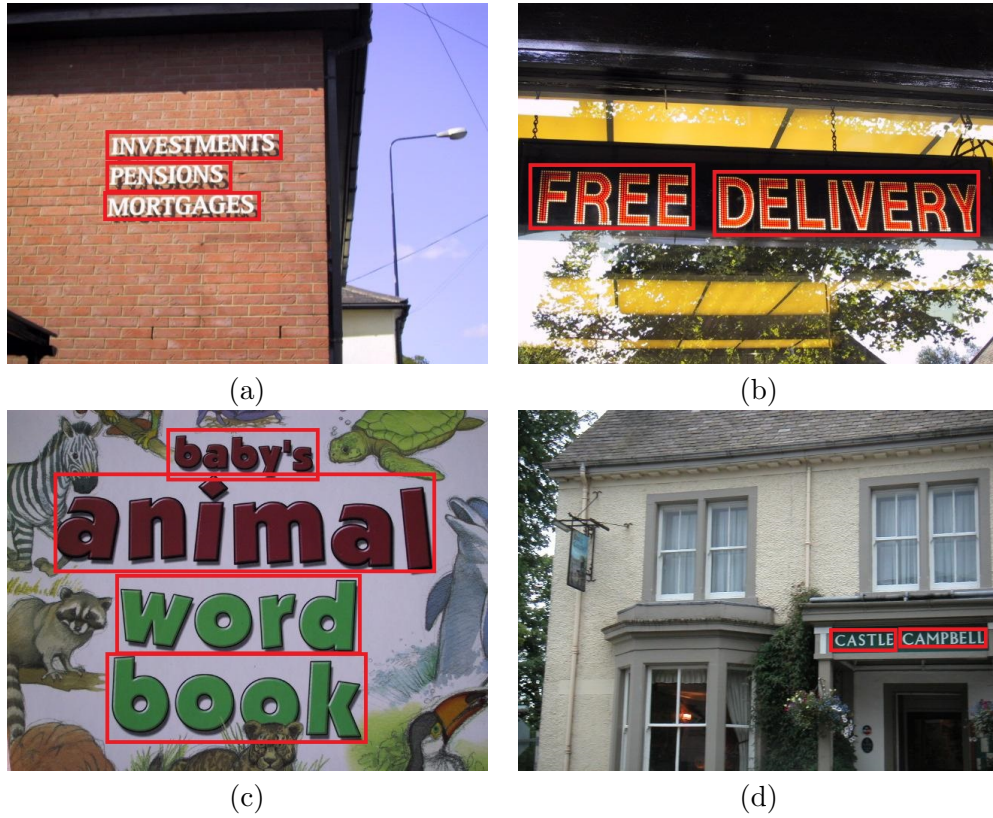 INVESTMENTS
PENSIONS
MORTGAGES
(a)
FREE DELIVERY
(b)
baby's
animal
word
book
(c)
CASTLE CAMPBELL
(d)